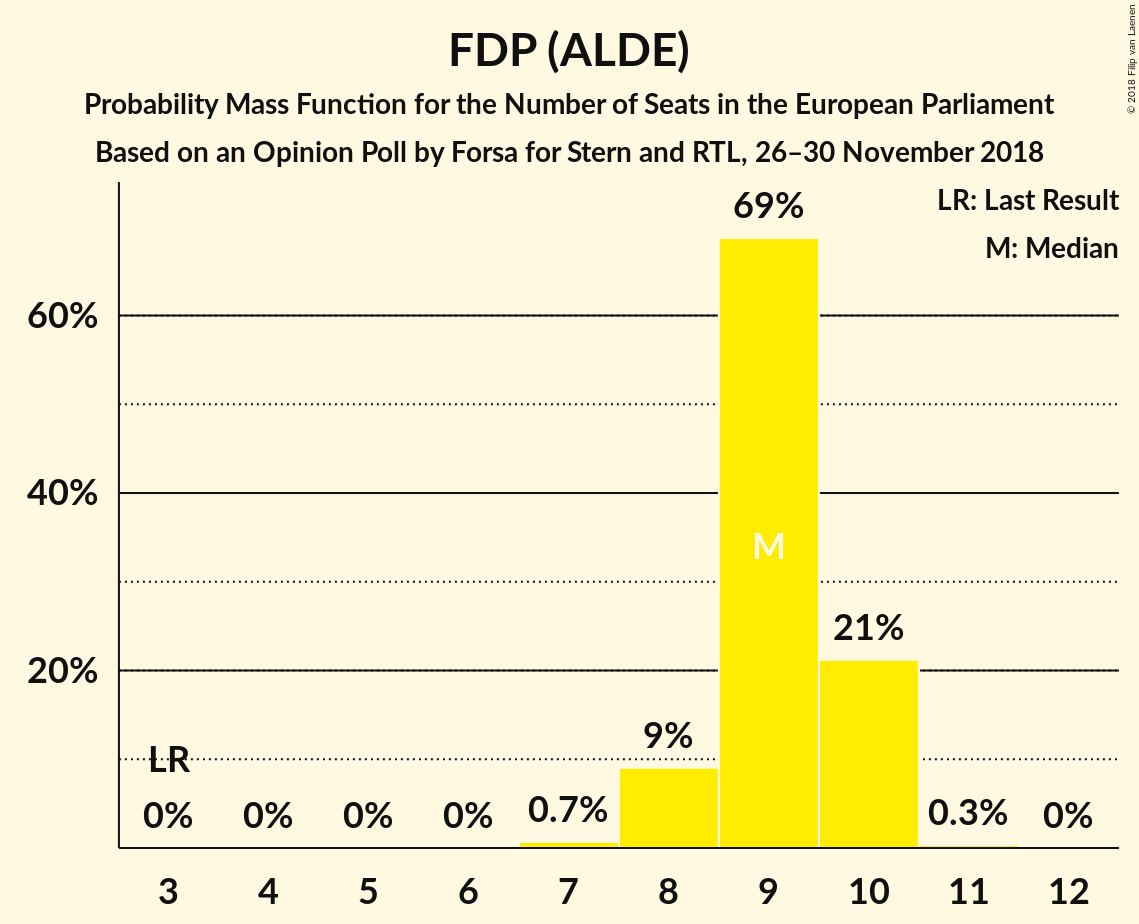 FDP (ALDE)
Probability Mass Function for the Number of Seats in the European Parliament
Based on an Opinion Poll by Forsa for Stern and RTL, 26–30 November 2018
© 2018 Filip van Laenen
LR: Last Result
M: Median
69%
60%
40%
M
21%
20%
9%
LR
0%
0%
0%
0%
0.7%
0.3%
0%
3
4
5
6
7
8
9
10
11
12